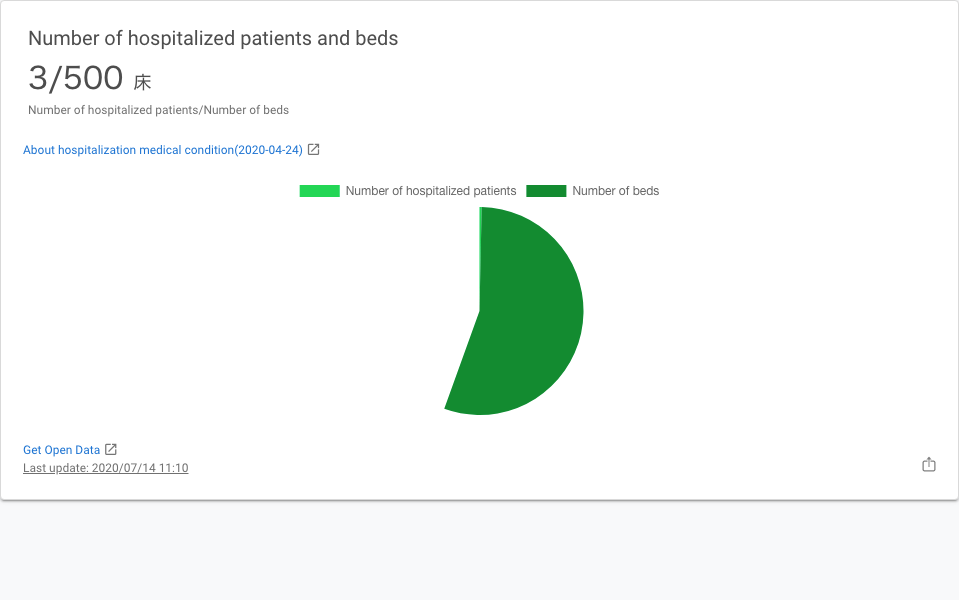 Number of hospitalized patients and beds
3/500 床
Number of hospitalized patients/Number of beds
About hospitalization medical condition(2020-04-24)
Number of hospitalized patients Number of beds
Get Open Data
Last update: 2020/07/14 11:10